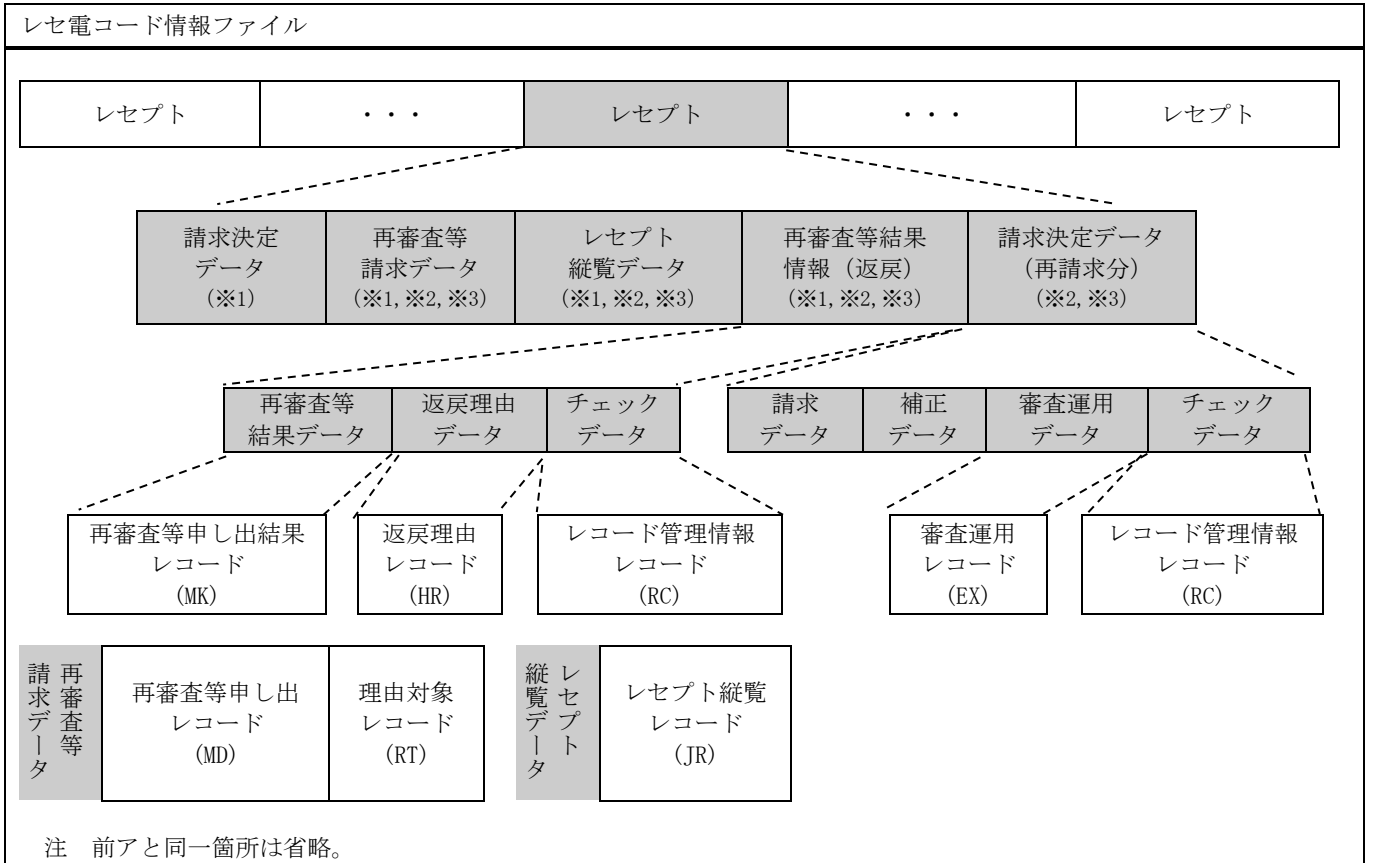 レセ電コード情報ファイル
レセプト
・・・
レセプト
・・・
レセプト
請求決定
データ
(※1)
再審査等
請求データ
(※1,※2,※3)
レセプト
縦覧データ
(※1,※2,※3)
再審査等結果
情報（返戻）
(※1,※2,※3)
請求決定データ
（再請求分）
(※2,※3)
再審査等
結果データ
返戻理由
データ
チェック
データ
請求
データ
補正
データ
審査運用
データ
チェック
データ
再審査等申し出結果
レコード
(MK)
返戻理由
レコード
(HR)
レコード管理情報
レコード
(RC)
審査運用
レコード
(EX)
レコード管理情報
レコード
(RC)
再審査等
請求データ
再審査等申し出
レコード
(MD)
理由対象
レコード
(RT)
レセプト
縦覧データ
レセプト縦覧
レコード
(JR)
注　前アと同一箇所は省略。